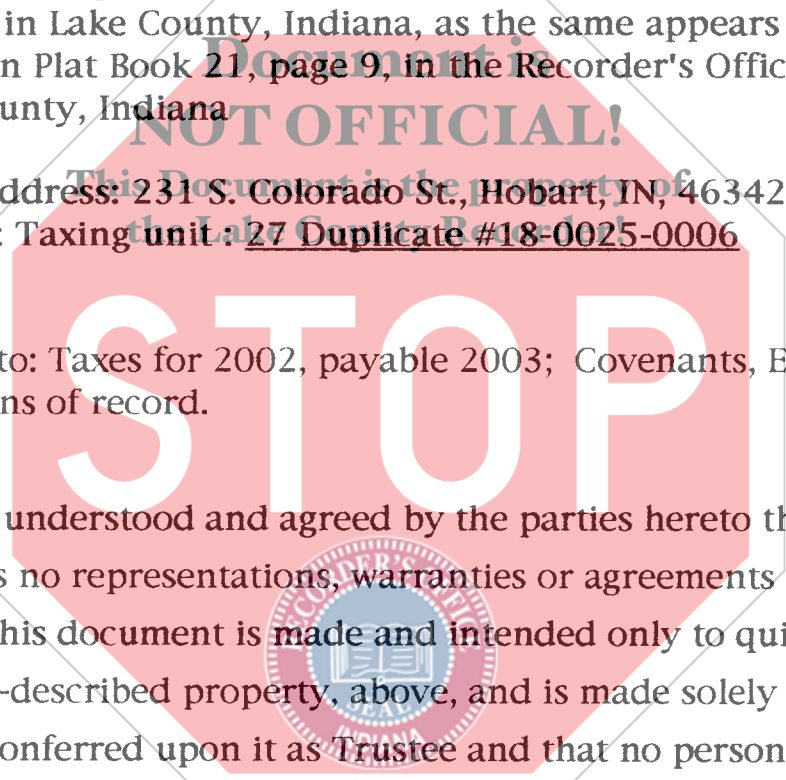 in Lake County, Indiana, as the same appears
n Plat Book 21, page 9, in the Recorder's Offic
unty, Indiana
Document is
NOT OFFICIAL!
This Document is the property of
the Lake County Recorder!
ddress: 231 S. Colorado St., Hobart, IN, 46342
: Taxing unit : 27 Duplicate #18-0025-0006
to: Taxes for 2002, payable 2003; Covenants, E
ns of record.
STOP
understood and agreed by the parties hereto th
s no representations, warranties or agreements
his document is made and intended only to qui
-described property, above, and is made solely
onferred upon it as Trustee and that no person
RECORDER'S OFFICE
SEAL
INDIANA